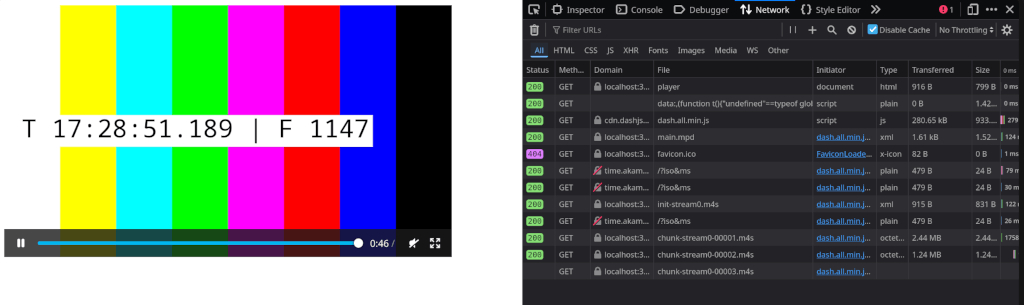 T 17:28:51.189 | F 1147
0:46 /
Inspector Console Debugger Network Style Editor 1
Filter URLs Disable Cache No Throttling
All HTML CSS JS XHR Fonts Images Media WS Other
Status Meth... Domain File Initiator Type Transferred Size 0 ms
200 GET localhost:3... player document html 916 B 799 B 0 ms
200 GET data:,(function t(){"undefined"==typeof glol script plain 0 B 1.42... 0 ms
200 GET cdn.dashjs... dash.all.min.js script js 280.65 kB 933.... 279
200 GET localhost:3... main.mpd dash.all.min.j... xml 1.61 kB 1.52... 124
404 GET localhost:3... favicon.ico FaviconLoade... x-icon 82 B 0 B 1 ms
200 GET time.akam... /?iso&ms dash.all.min.j... plain 479 B 24 B 79 m
200 GET time.akam... /?iso&ms dash.all.min.j... plain 479 B 24 B 30 m
200 GET localhost:3... init-stream0.m4s dash.all.min.j... xml 915 B 831 B 122
200 GET time.akam... /?iso&ms dash.all.min.j... plain 479 B 24 B 26 m
200 GET localhost:3... chunk-stream0-00001.m4s dash.all.min.j... octet... 2.44 MB 2.44... 1758
200 GET localhost:3... chunk-stream0-00002.m4s dash.all.min.j... octet... 1.24 MB 1.24...
GET localhost:3... chunk-stream0-00003.m4s dash.all.min.j...